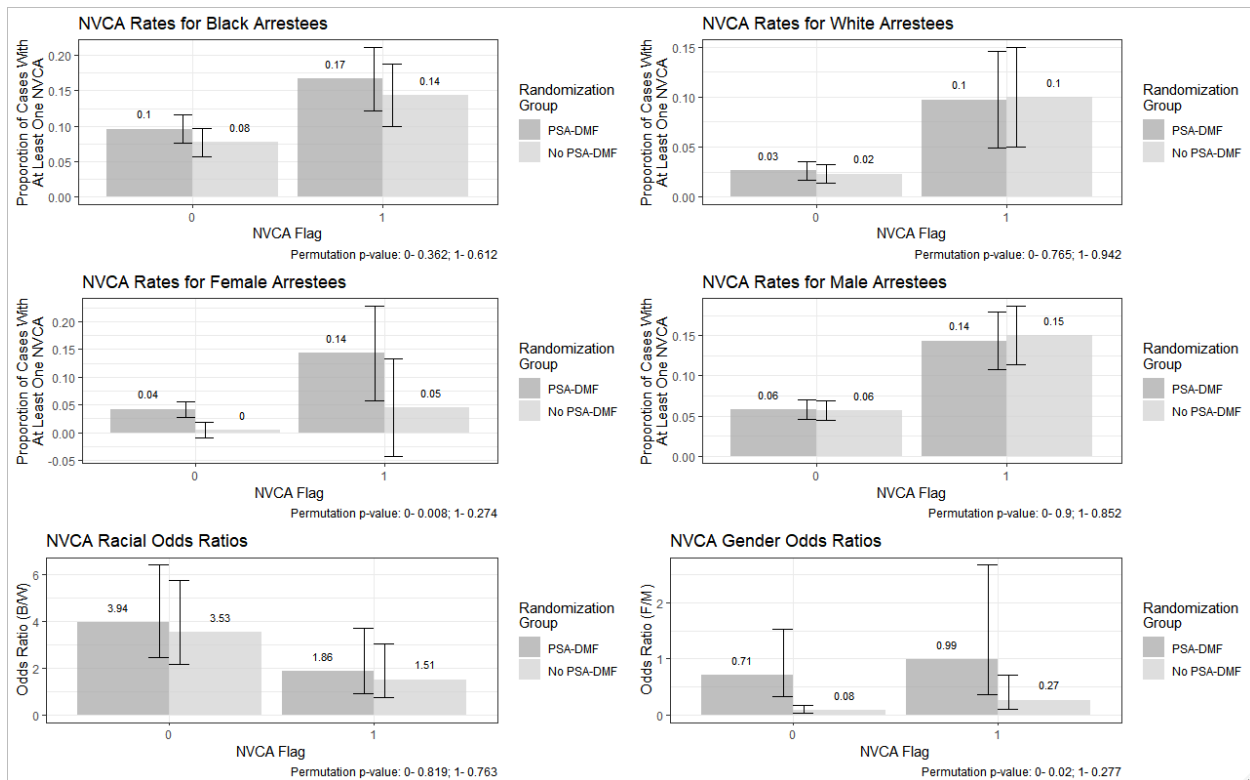 NVCA Rates for Black Arrestees
Proporotion of Cases With
At Least One NVCA
0.20
0.15
0.10
0.05
0.00
0.1
0.08
0.17
0.14
0
1
NVCA Flag
Randomization
Group
PSA-DMF
No PSA-DMF
Permutation p-value: 0- 0.362; 1- 0.612
NVCA Rates for White Arrestees
Proporotion of Cases With
At Least One NVCA
0.15
0.10
0.05
0.00
0.03
0.02
0.1
0.1
0
1
NVCA Flag
Randomization
Group
PSA-DMF
No PSA-DMF
Permutation p-value: 0- 0.765; 1- 0.942
NVCA Rates for Female Arrestees
Proporotion of Cases With
At Least One NVCA
0.20
0.15
0.10
0.05
0.00
-0.05
0.04
0
0.14
0.05
0
1
NVCA Flag
Randomization
Group
PSA-DMF
No PSA-DMF
Permutation p-value: 0- 0.008; 1- 0.274
NVCA Rates for Male Arrestees
Proporotion of Cases With
At Least One NVCA
0.15
0.10
0.05
0.00
0.06
0.06
0.14
0.15
0
1
NVCA Flag
Randomization
Group
PSA-DMF
No PSA-DMF
Permutation p-value: 0- 0.9; 1- 0.852
NVCA Racial Odds Ratios
Odds Ratio (B/W)
6
4
2
0
3.94
3.53
1.86
1.51
0
1
NVCA Flag
Randomization
Group
PSA-DMF
No PSA-DMF
Permutation p-value: 0- 0.819; 1- 0.763
NVCA Gender Odds Ratios
Odds Ratio (F/M)
2
1
0
0.71
0.08
0.99
0.27
0
1
NVCA Flag
Randomization
Group
PSA-DMF
No PSA-DMF
Permutation p-value: 0- 0.02; 1- 0.277